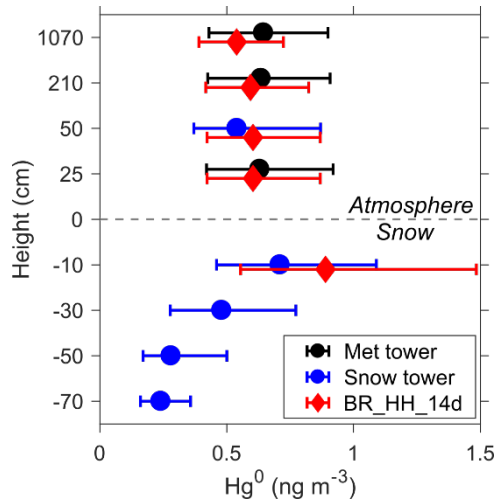 1070
210
50
25
0
-10
-30
-50
-70
Height (cm)
Atmosphere
Snow
Met tower
Snow tower
BR_HH_14d
0
0.5
1
1.5
Hg⁰ (ng m⁻³)